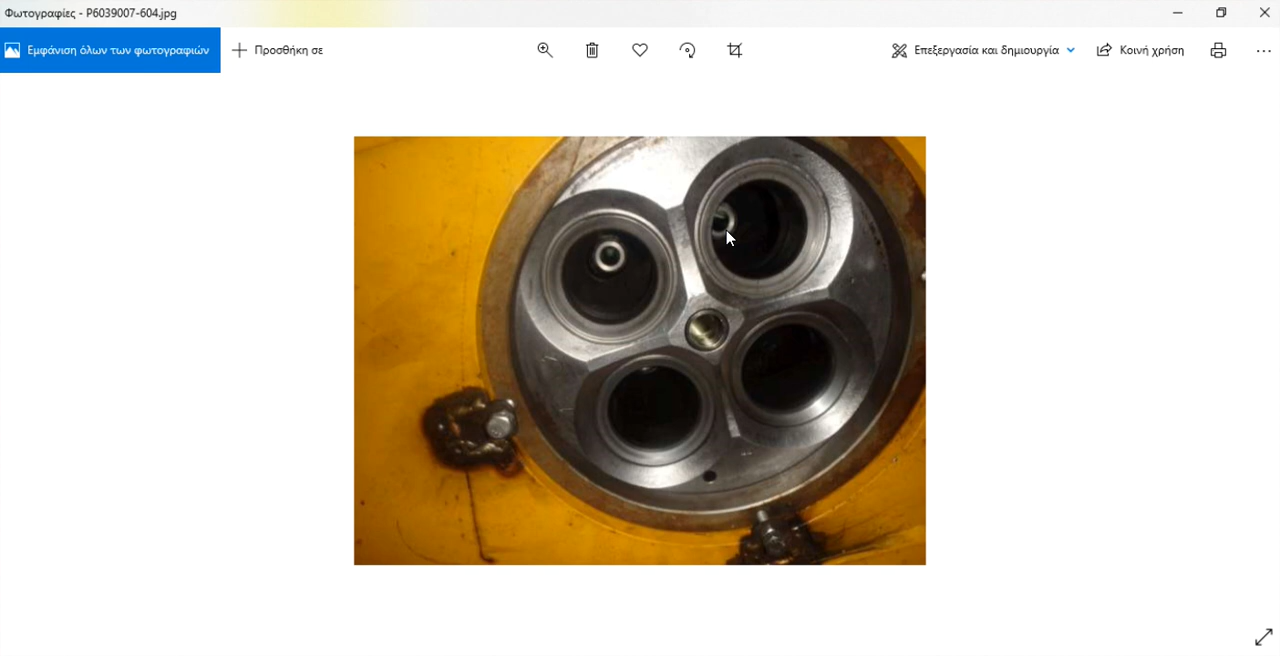 Φωτογραφίες - P6039007-604.jpg
Εμφάνιση όλων των φωτογραφιών
Προσθήκη σε
Επεξεργασία και δημιουργία
Κοινή χρήση